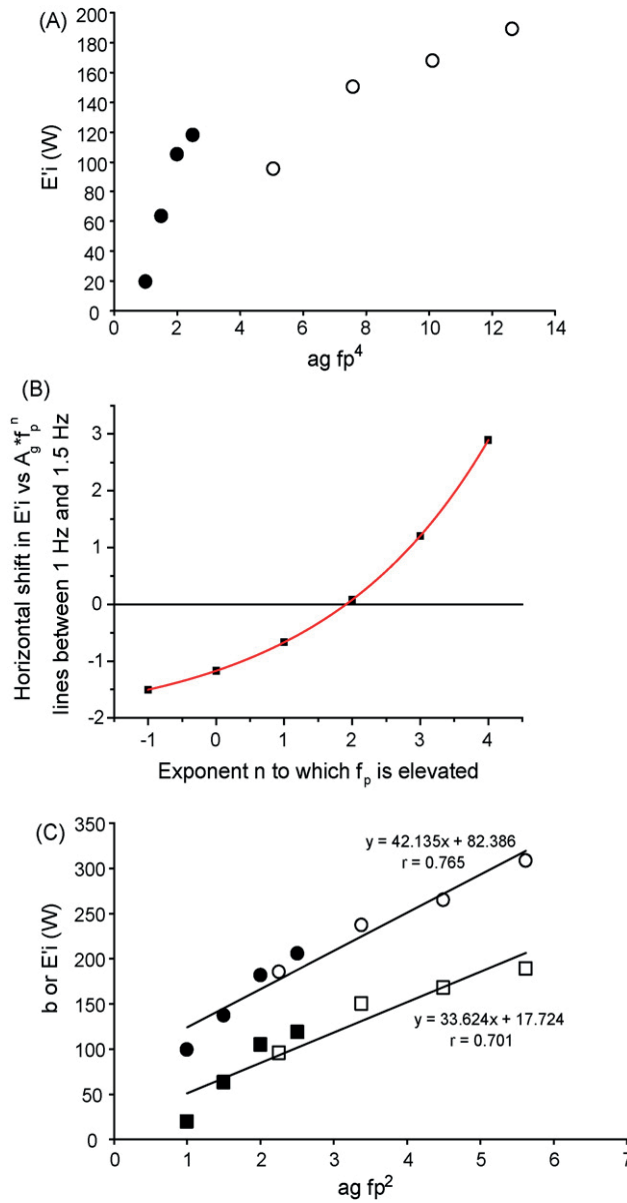 (A)
200
180
160
140
120
100
80
60
40
20
0
E'i (W)
0 2 4 6 8 10 12 14
ag fp⁴
(B)
Horizontal shift in E'i vs A_g*f_p^n
lines between 1 Hz and 1.5 Hz
3
2
1
0
-1
-2
-1 0 1 2 3 4
Exponent n to which f_p is elevated
(C)
350
300
250
200
150
100
50
0
b or E'i (W)
y = 42.135x + 82.386
r = 0.765
y = 33.624x + 17.724
r = 0.701
0 1 2 3 4 5 6 7
ag fp²